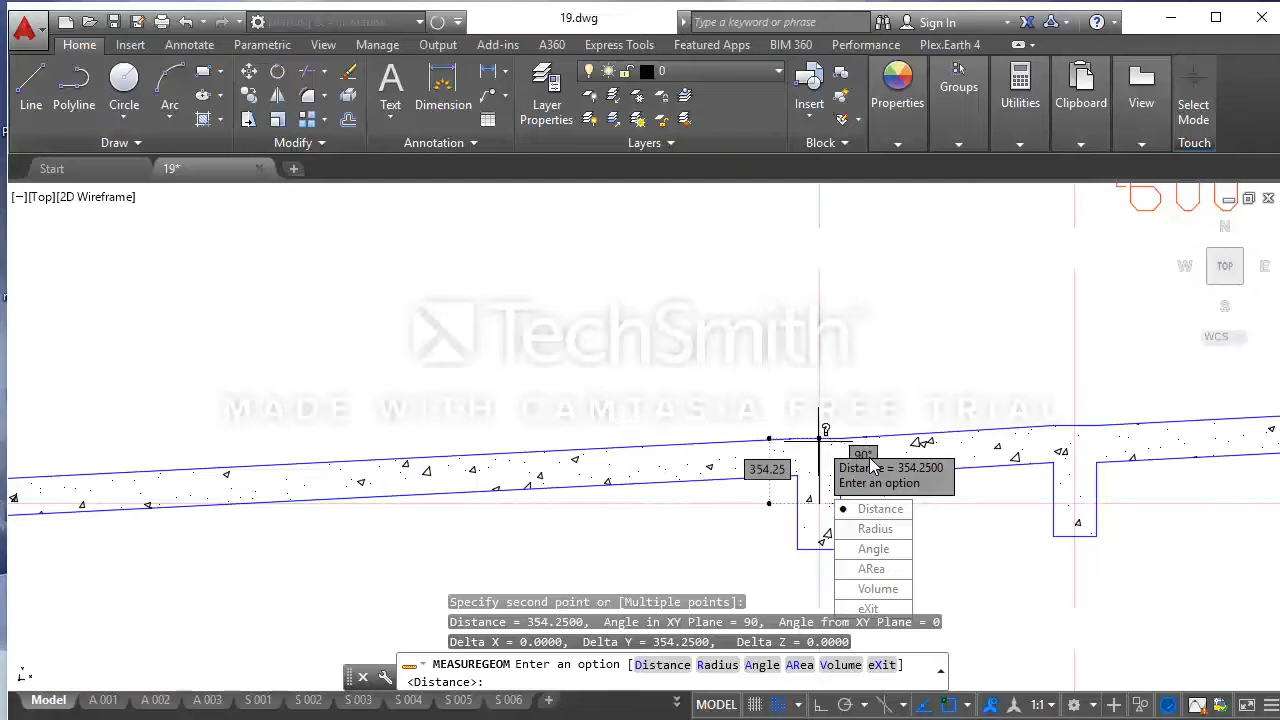 19.dwg
Type a keyword or phrase
Sign In
Home Insert Annotate Parametric View Manage Output Add-ins A360 Express Tools Featured Apps BIM 360 Performance Plex.Earth 4
Line Polyline Circle Arc Text Dimension Layer Properties 0 Insert Properties Groups Utilities Clipboard View Select Mode
Draw Modify Annotation Layers Block Touch
Start 19*
[−][Top][2D Wireframe]
N
W TOP E
S
WCS
TechSmith
MADE WITH CAMTASIA FREE TRIAL
90°
354.25
Distance = 354.2500
Enter an option
Distance
Radius
Angle
ARea
Volume
eXit
Specify second point or [Multiple points]:
Distance = 354.2500, Angle in XY Plane = 90, Angle from XY Plane = 0
Delta X = 0.0000, Delta Y = 354.2500, Delta Z = 0.0000
MEASUREGEOM Enter an option [Distance Radius Angle ARea Volume eXit]
<Distance>:
Model A 001 A 002 A 003 S 001 S 002 S 003 S 004 S 005 S 006 MODEL 1:1